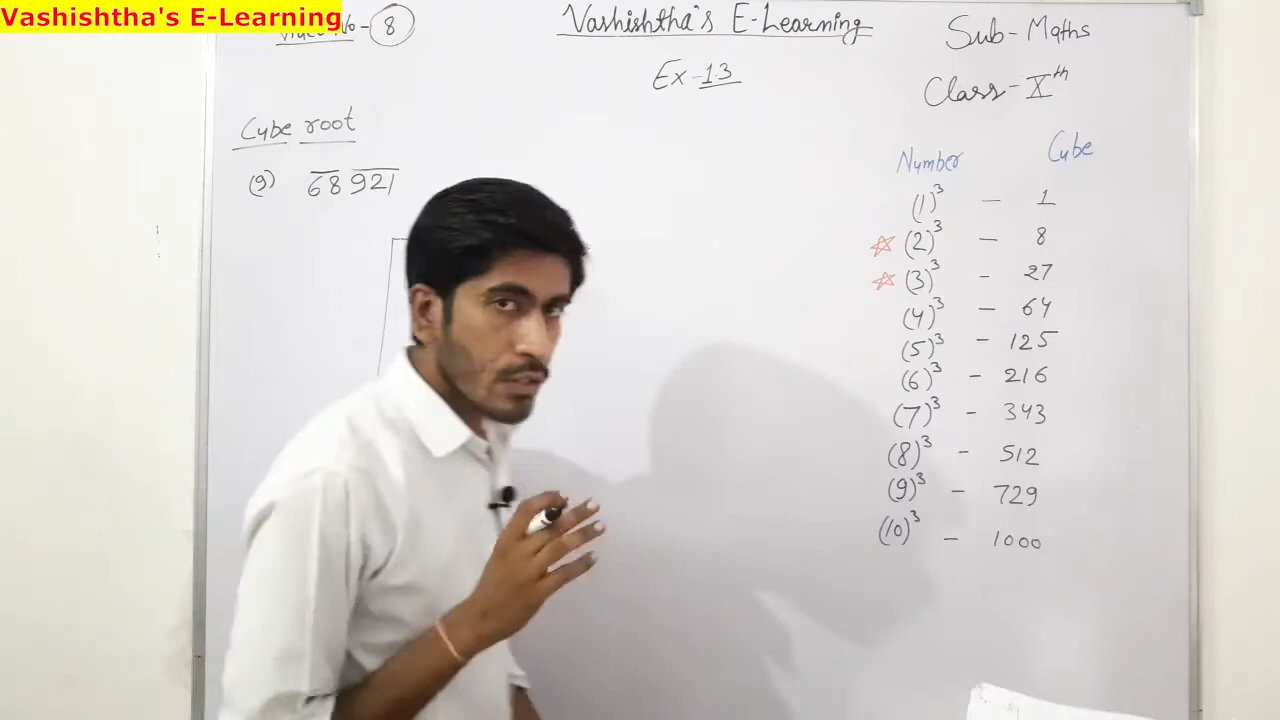 Vashishtha's E-Learning
Video No - 8
Vashishtha's E-Learning
Sub - Maths
Ex - 13
Class - Xth
Cube root
(9) 68 921
Number Cube
(1)³ — 1
☆ (2)³ — 8
☆ (3)³ - 27
(4)³ — 64
(5)³ - 125
(6)³ - 216
(7)³ - 343
(8)³ - 512
(9)³ - 729
(10)³ - 1000